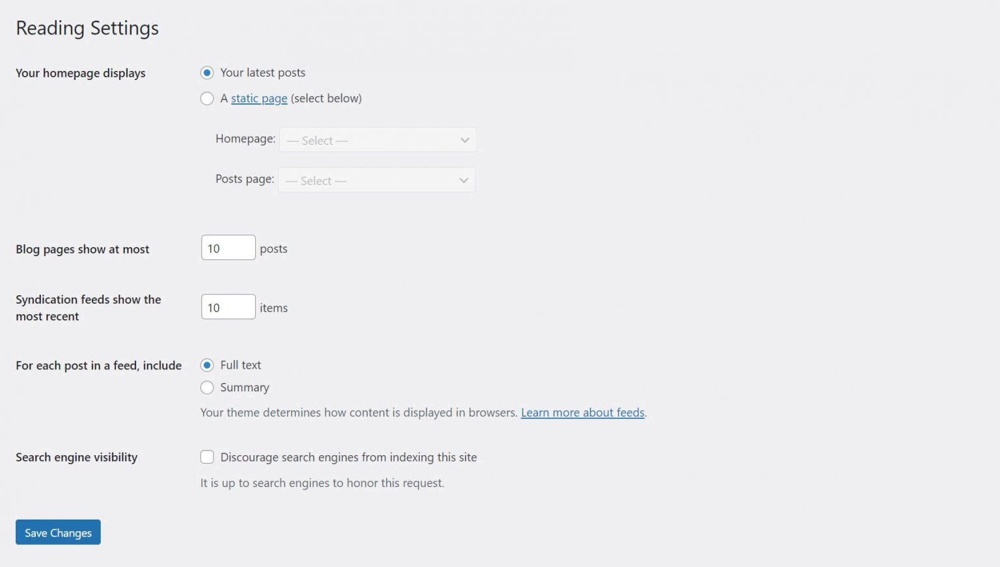 Reading Settings
Your homepage displays
Your latest posts
A static page (select below)
Homepage: — Select —
Posts page: — Select —
Blog pages show at most 10 posts
Syndication feeds show the
most recent
10 items
For each post in a feed, include
Full text
Summary
Your theme determines how content is displayed in browsers. Learn more about feeds.
Search engine visibility
Discourage search engines from indexing this site
It is up to search engines to honor this request.
Save Changes